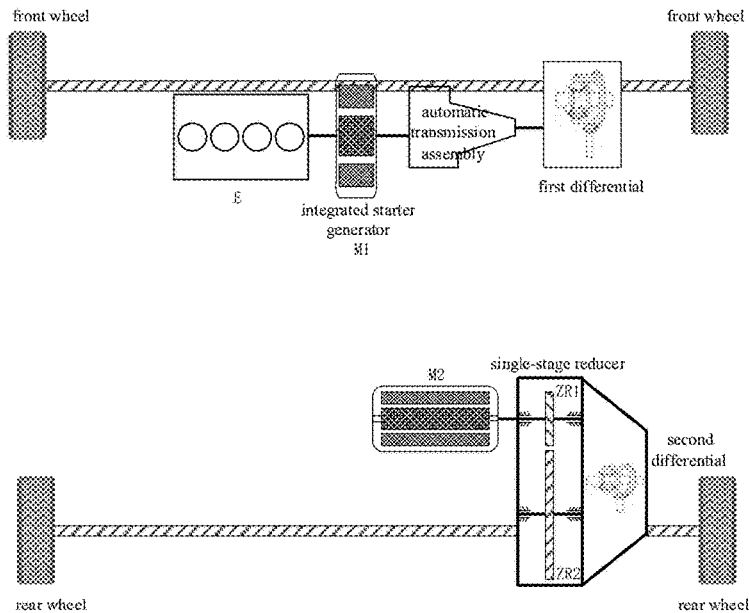 front wheel
front wheel
automatic
transmission
assembly
first differential
E
integrated starter
generator
M1
single-stage reducer
M2
ZR1
second
differential
ZR2
rear wheel
rear wheel